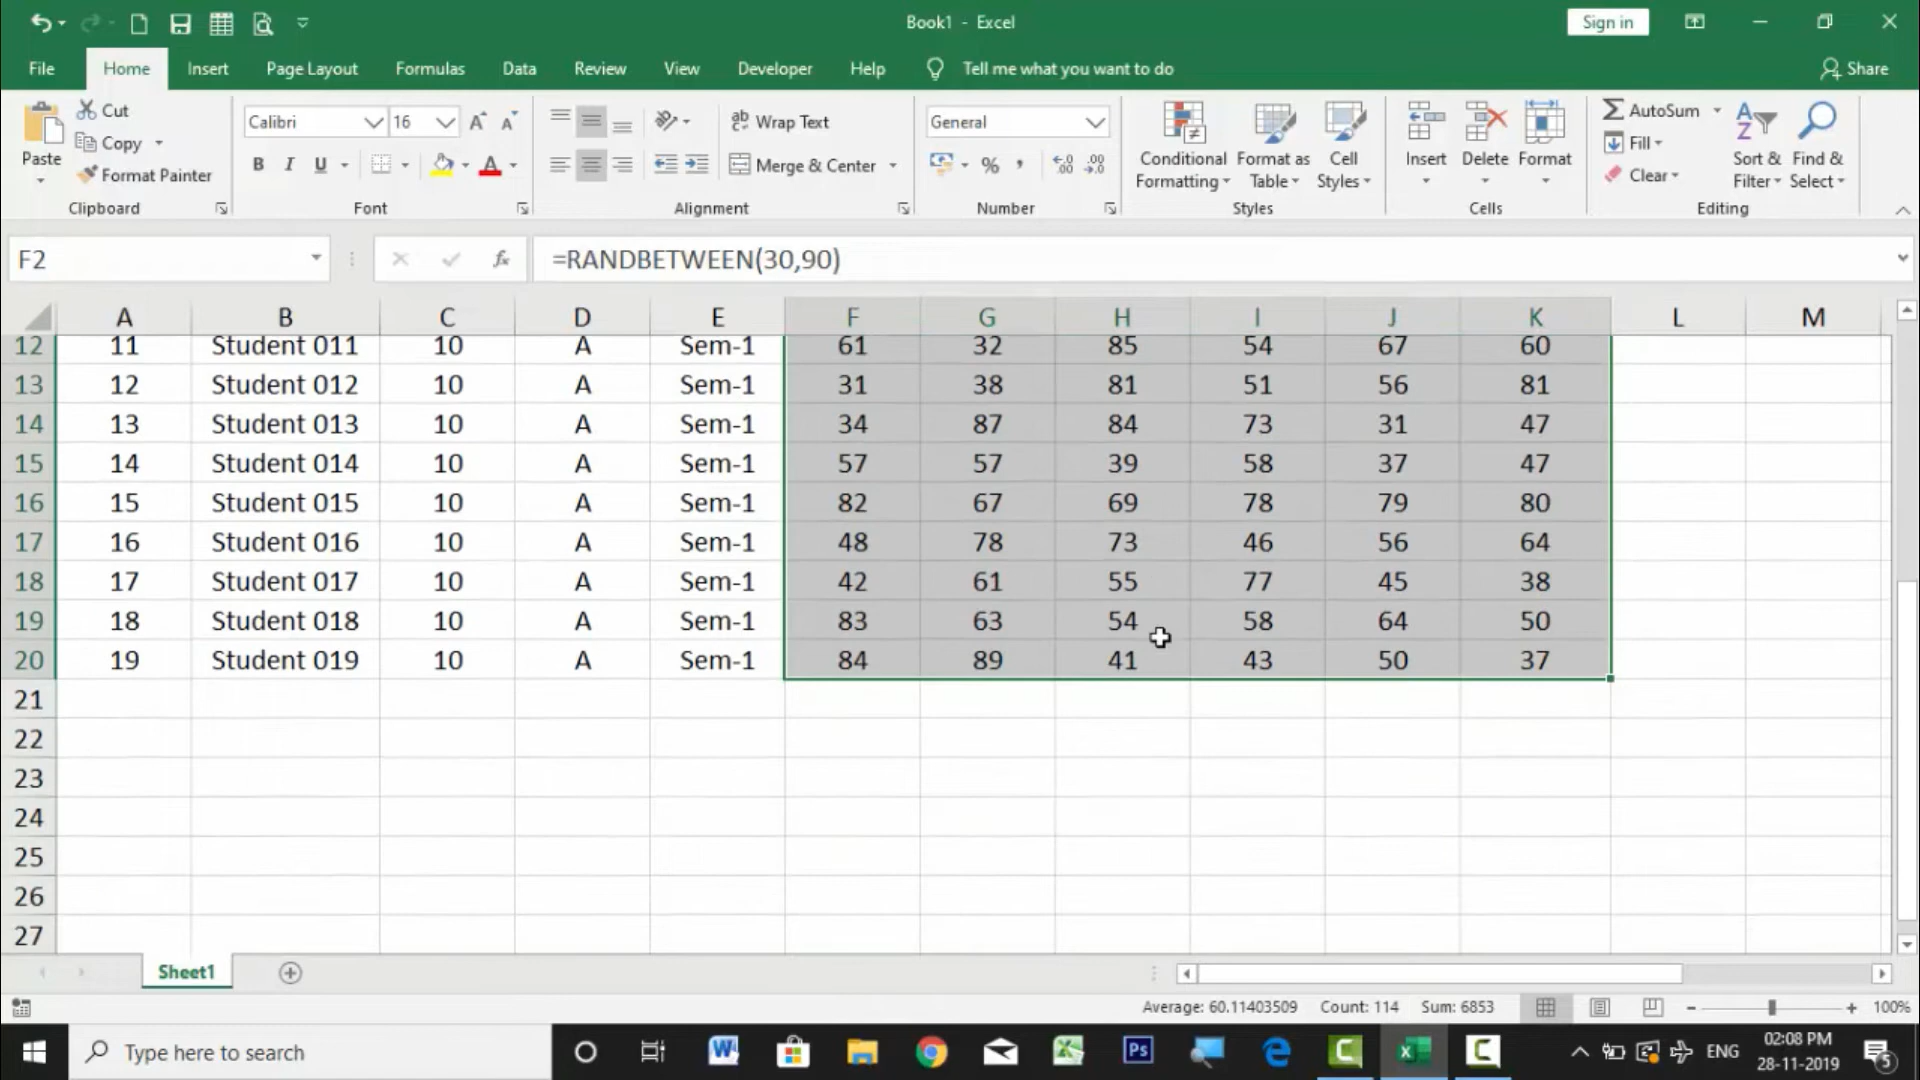 Book1 - Excel
Sign in
File Home Insert Page Layout Formulas Data Review View Developer Help Tell me what you want to do Share
Paste
Cut
Copy
Format Painter
Clipboard
Calibri 16
B I U A
Font
Wrap Text
Merge & Center
Alignment
General
% ,
Number
Conditional Formatting
Format as Table
Cell Styles
Styles
Insert Delete Format
Cells
AutoSum
Fill
Clear
Sort & Filter
Find & Select
Editing
F2 fx =RANDBETWEEN(30,90)
A B C D E F G H I J K L M
12 11 Student 011 10 A Sem-1 61 32 85 54 67 60
13 12 Student 012 10 A Sem-1 31 38 81 51 56 81
14 13 Student 013 10 A Sem-1 34 87 84 73 31 47
15 14 Student 014 10 A Sem-1 57 57 39 58 37 47
16 15 Student 015 10 A Sem-1 82 67 69 78 79 80
17 16 Student 016 10 A Sem-1 48 78 73 46 56 64
18 17 Student 017 10 A Sem-1 42 61 55 77 45 38
19 18 Student 018 10 A Sem-1 83 63 54 58 64 50
20 19 Student 019 10 A Sem-1 84 89 41 43 50 37
21
22
23
24
25
26
27
Sheet1
Average: 60.11403509 Count: 114 Sum: 6853 100%
Type here to search
Ps
ENG
02:08 PM
28-11-2019
5